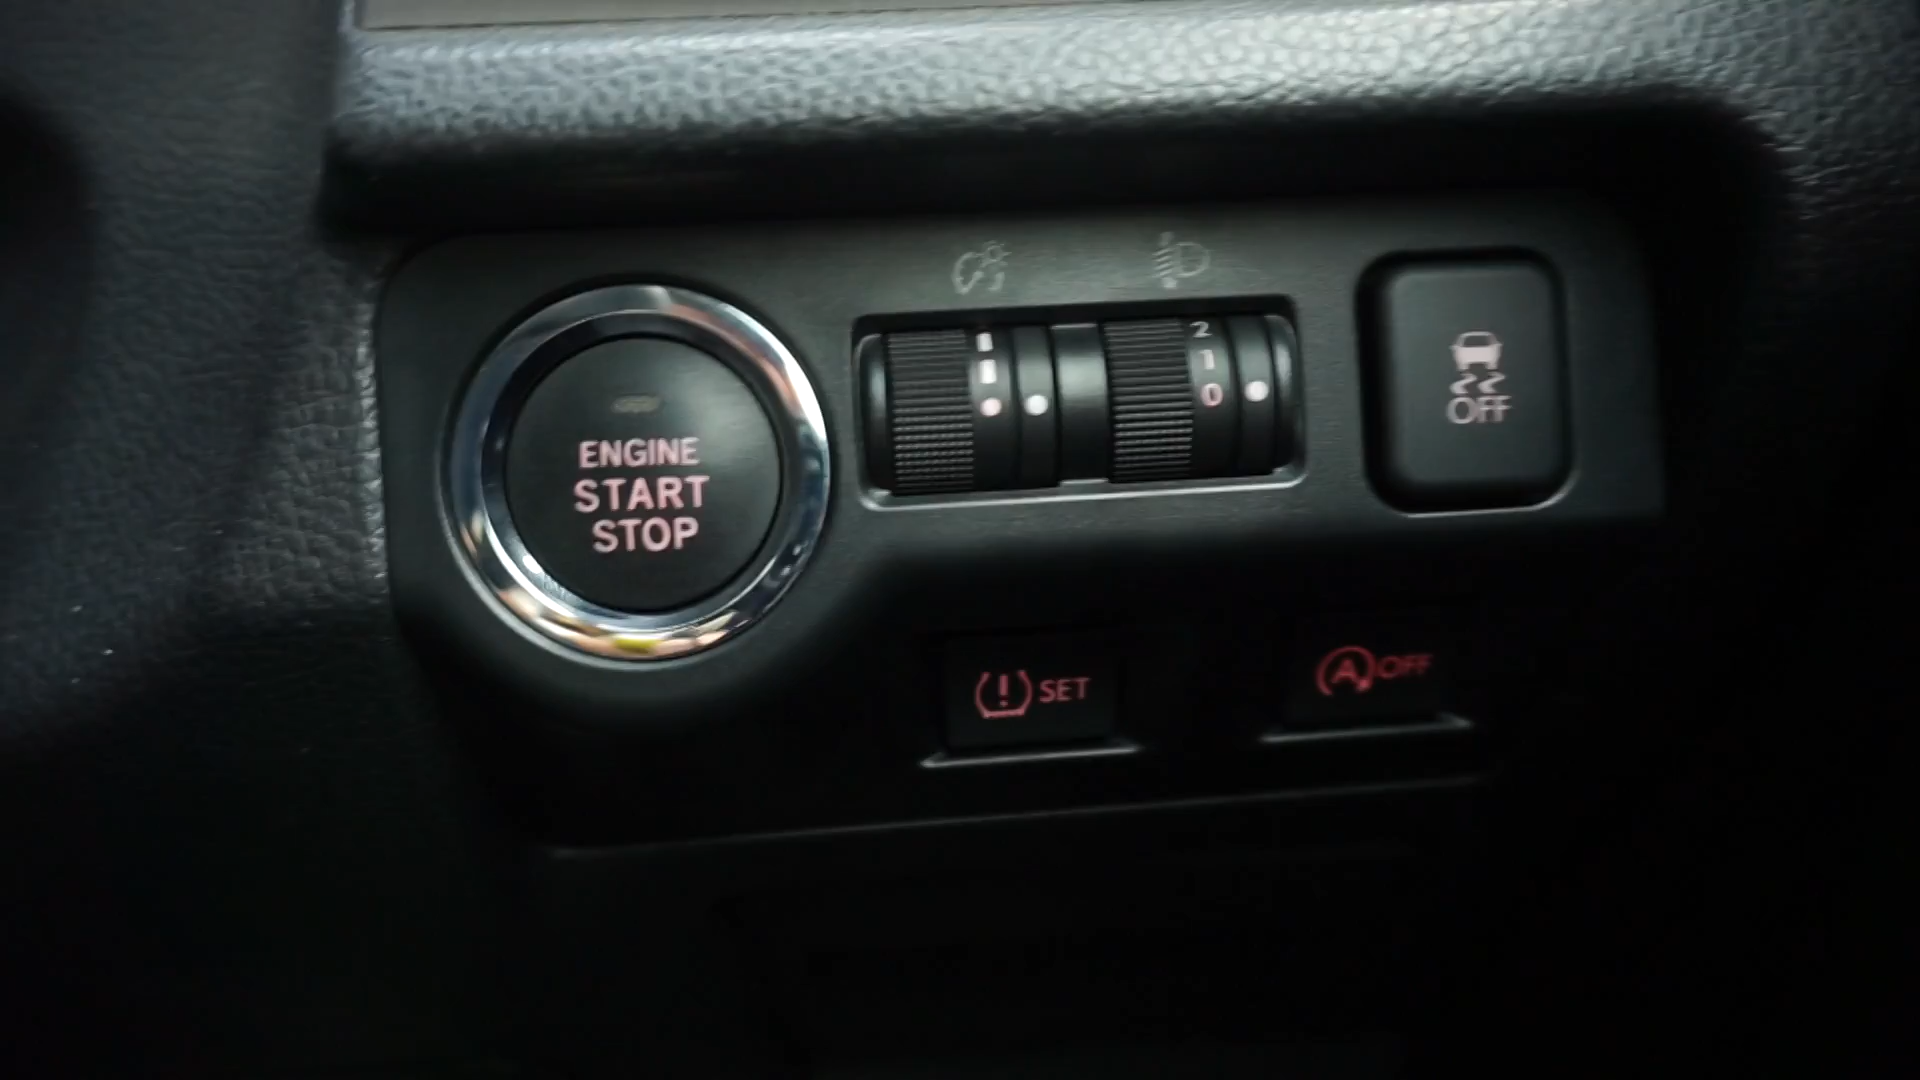 ENGINE
START
STOP
2
1
0
OFF
SET
A OFF